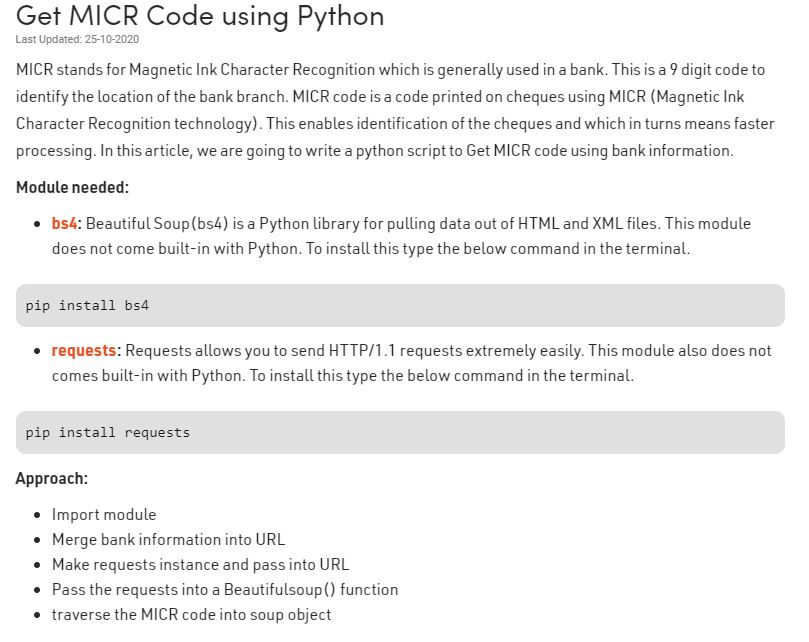 Get MICR Code using Python
Last Updated: 25-10-2020
MICR stands for Magnetic Ink Character Recognition which is generally used in a bank. This is a 9 digit code to
identify the location of the bank branch. MICR code is a code printed on cheques using MICR (Magnetic Ink
Character Recognition technology). This enables identification of the cheques and which in turns means faster
processing. In this article, we are going to write a python script to Get MICR code using bank information.
Module needed:
• bs4: Beautiful Soup(bs4) is a Python library for pulling data out of HTML and XML files. This module
does not come built-in with Python. To install this type the below command in the terminal.
pip install bs4
• requests: Requests allows you to send HTTP/1.1 requests extremely easily. This module also does not
comes built-in with Python. To install this type the below command in the terminal.
pip install requests
Approach:
• Import module
• Merge bank information into URL
• Make requests instance and pass into URL
• Pass the requests into a Beautifulsoup() function
• traverse the MICR code into soup object